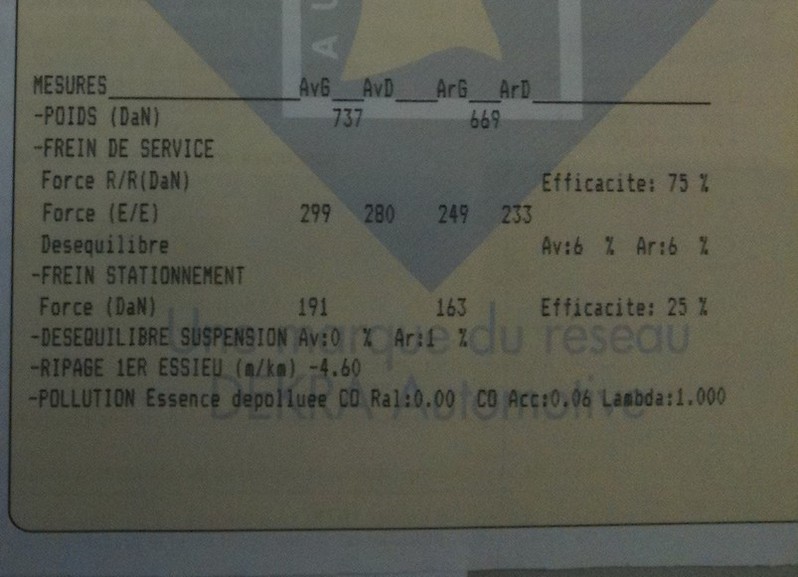 AU
MESURES AvG AvD ArG ArD
-POIDS (DaN) 737 669
-FREIN DE SERVICE
Force R/R(DaN) Efficacite: 75 %
Force (E/E) 299 280 249 233
Desequilibre Av:6 % Ar:6 %
-FREIN STATIONNEMENT
Force (DaN) 191 163 Efficacite: 25 %
-DESEQUILIBRE SUSPENSION Av:0 % Ar:1 %
Une marque du reseau
-RIPAGE 1ER ESSIEU (m/km) -4.60
-POLLUTION Essence depolluee CO Ral:0.00 CO Acc:0.06 Lambda:1.000
DEKRA Automotive